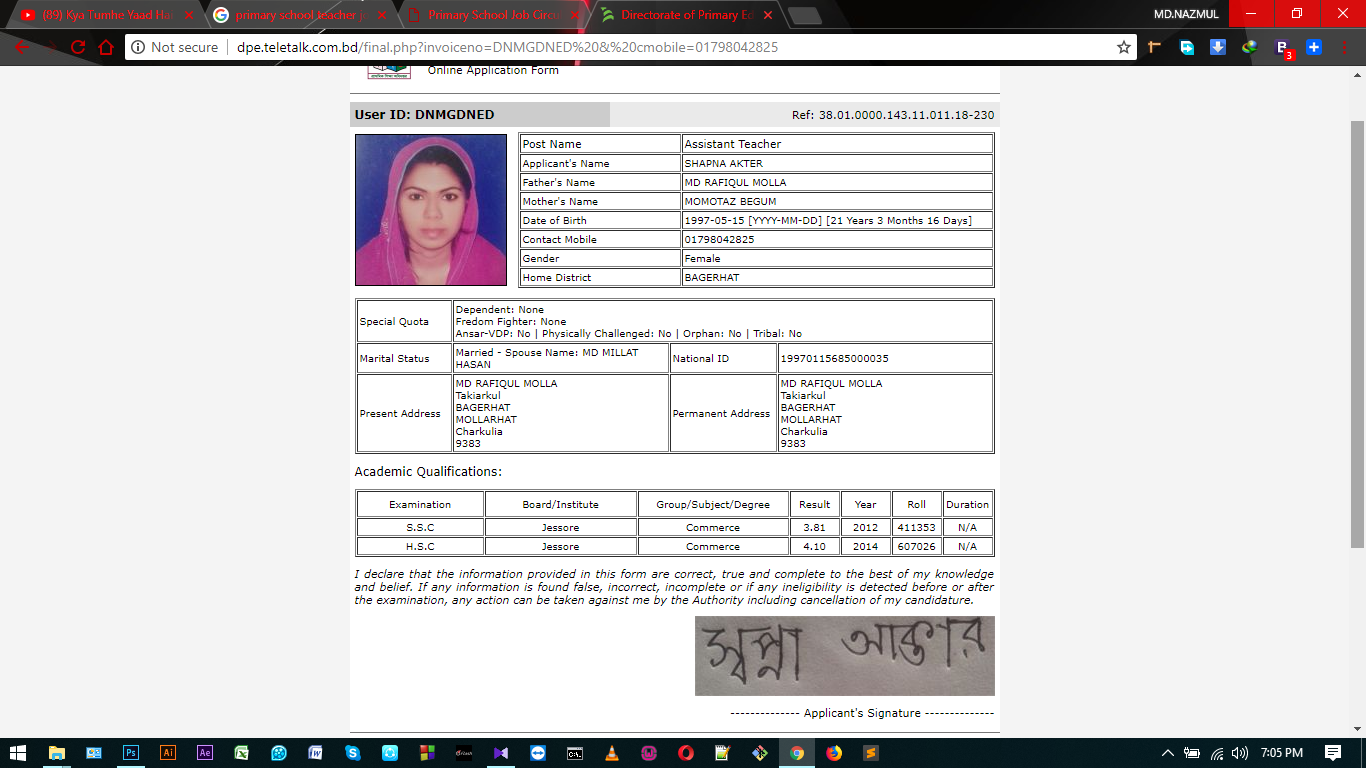 (89) Kya Tumhe Yaad Hai
primary school teacher jo
Primary School Job Circu
Directorate of Primary Ed
MD.NAZMUL
Not secure | dpe.teletalk.com.bd/final.php?invoiceno=DNMGDNED%20&%20cmobile=01798042825
Online Application Form
User ID: DNMGDNED Ref: 38.01.0000.143.11.011.18-230
Post Name Assistant Teacher
Applicant's Name SHAPNA AKTER
Father's Name MD RAFIQUL MOLLA
Mother's Name MOMOTAZ BEGUM
Date of Birth 1997-05-15 [YYYY-MM-DD] [21 Years 3 Months 16 Days]
Contact Mobile 01798042825
Gender Female
Home District BAGERHAT
Special Quota
Dependent: None
Fredom Fighter: None
Ansar-VDP: No | Physically Challenged: No | Orphan: No | Tribal: No
Marital Status
Married - Spouse Name: MD MILLAT
HASAN
National ID 19970115685000035
Present Address
MD RAFIQUL MOLLA
Takiarkul
BAGERHAT
MOLLARHAT
Charkulia
9383
Permanent Address
MD RAFIQUL MOLLA
Takiarkul
BAGERHAT
MOLLARHAT
Charkulia
9383
Academic Qualifications:
Examination Board/Institute Group/Subject/Degree Result Year Roll Duration
S.S.C Jessore Commerce 3.81 2012 411353 N/A
H.S.C Jessore Commerce 4.10 2014 607026 N/A
I declare that the information provided in this form are correct, true and complete to the best of my knowledge
and belief. If any information is found false, incorrect, incomplete or if any ineligibility is detected before or after
the examination, any action can be taken against me by the Authority including cancellation of my candidature.
স্বপ্না আক্তার
-------------- Applicant's Signature --------------
7:05 PM